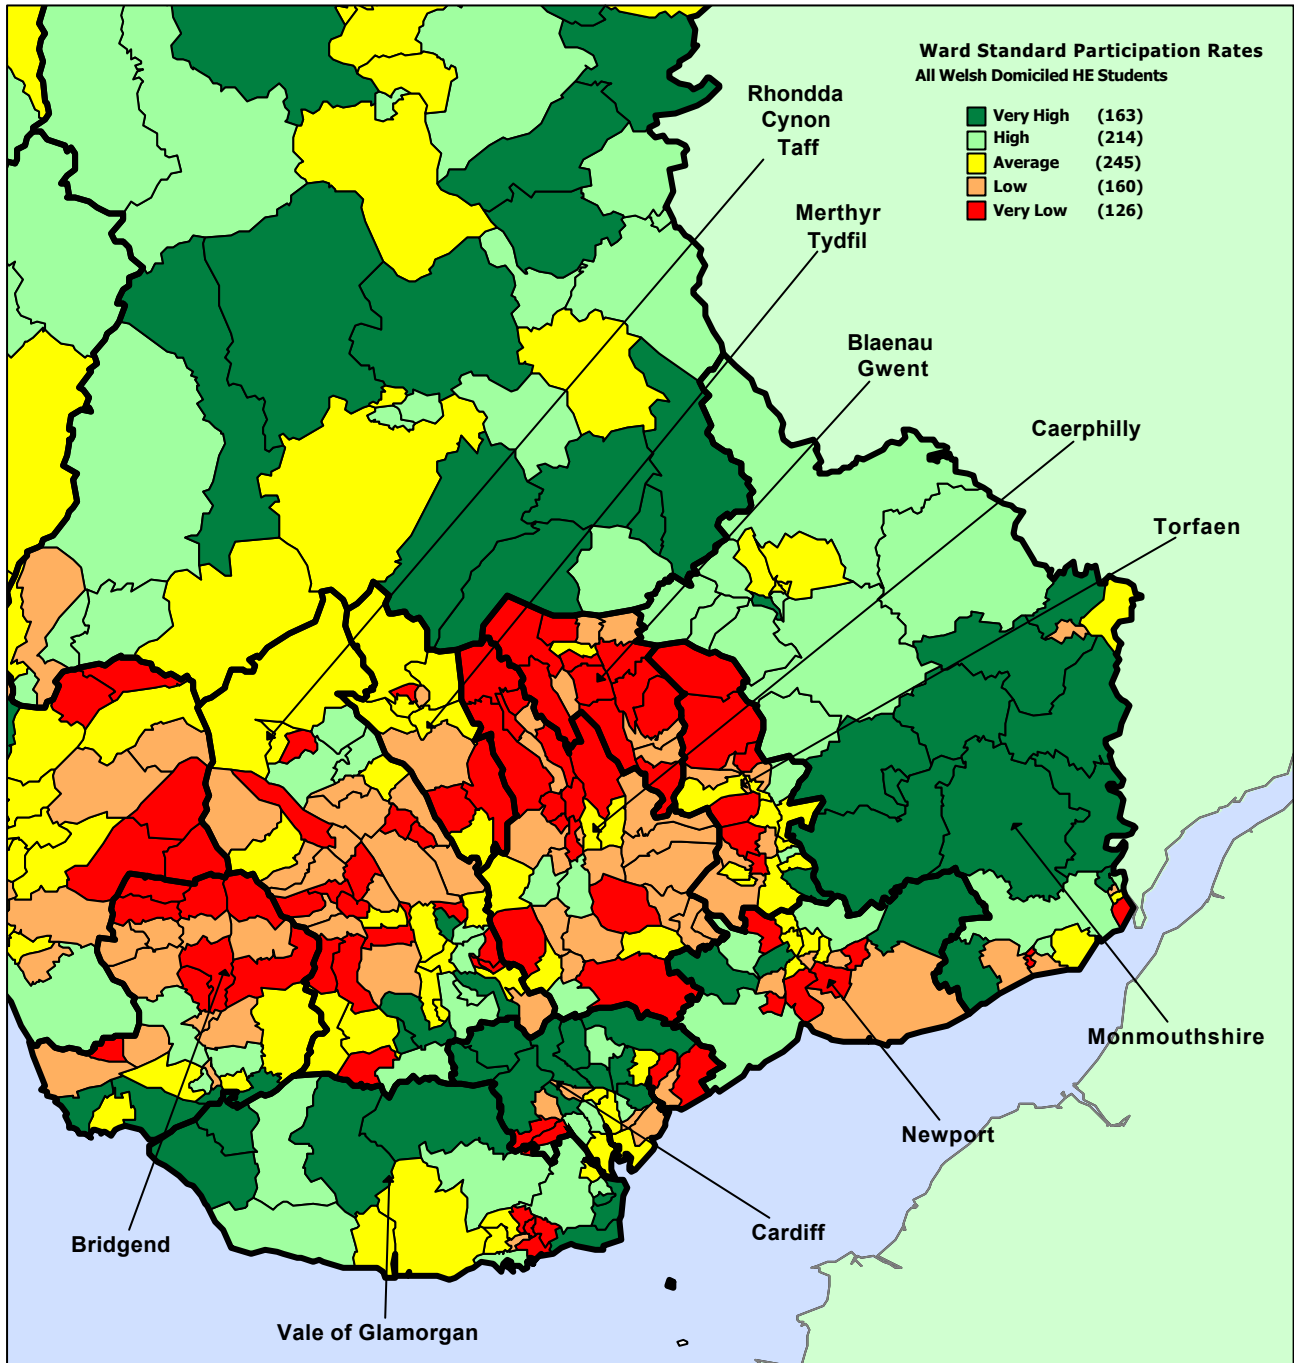 Ward Standard Participation Rates
All Welsh Domiciled HE Students
Very High (163)
High (214)
Average (245)
Low (160)
Very Low (126)
Rhondda
Cynon
Taff
Merthyr
Tydfil
Blaenau
Gwent
Caerphilly
Torfaen
Monmouthshire
Newport
Cardiff
Bridgend
Vale of Glamorgan